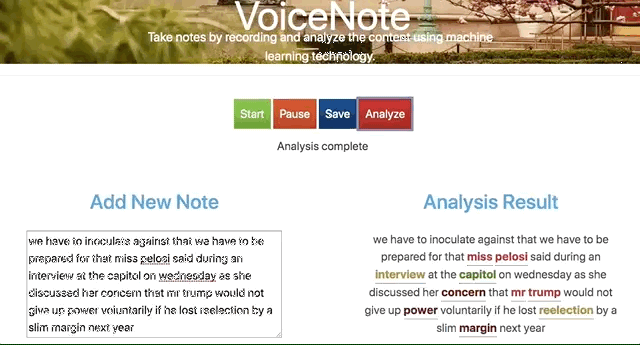 VoiceNote
Take notes by recording and analyze the content using machine
learning technology.
Start Pause Save Analyze
Analysis complete
Add New Note
we have to inoculate against that we have to be
prepared for that miss pelosi said during an
interview at the capitol on wednesday as she
discussed her concern that mr trump would not
give up power voluntarily if he lost reelection by a
slim margin next year
Analysis Result
we have to inoculate against that we have to be
prepared for that miss pelosi said during an
interview at the capitol on wednesday as she
discussed her concern that mr trump would not
give up power voluntarily if he lost reelection by a
slim margin next year